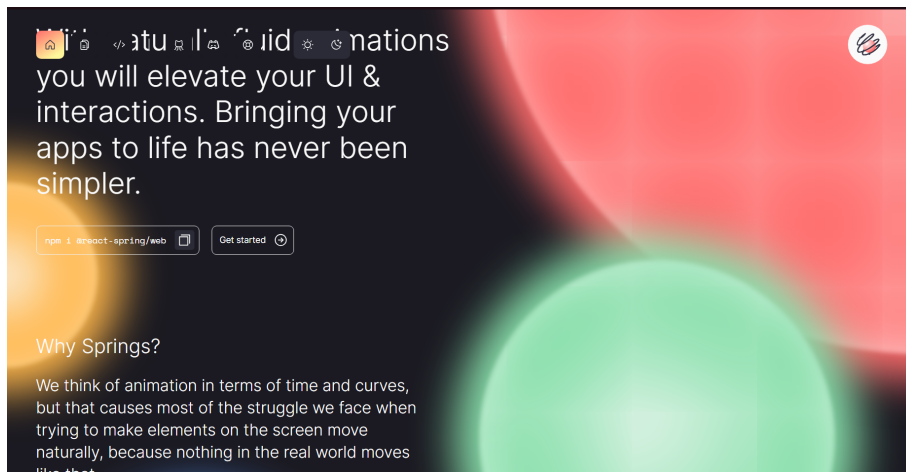 you will elevate your UI &
interactions. Bringing your
apps to life has never been
simpler.
npm i @react-spring/web
Get started
Why Springs?
We think of animation in terms of time and curves,
but that causes most of the struggle we face when
trying to make elements on the screen move
naturally, because nothing in the real world moves
like that